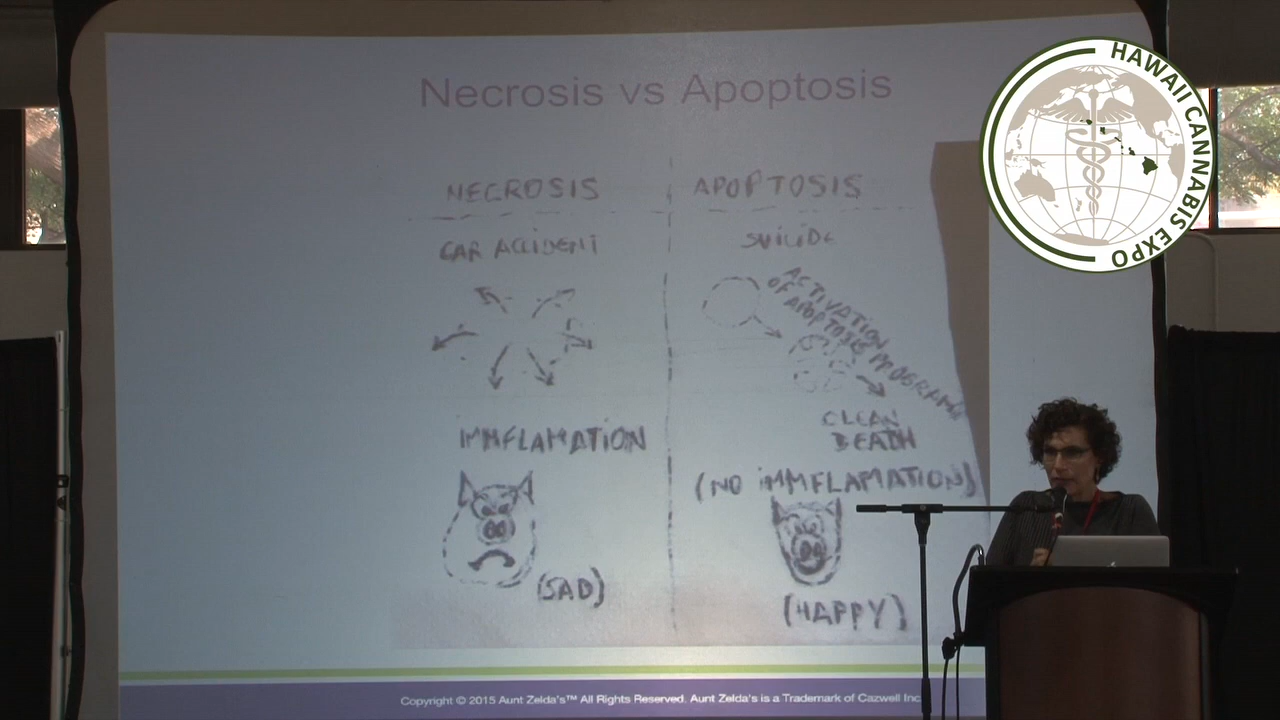 Necrosis vs Apoptosis
NECROSIS
CAR ACCIDENT
IMMFLAMATION
(SAD)
APOPTOSIS
SUICIDE
ACTIVATION
OF APOPTOSIS PROGRAM
CLEAN
DEATH
(NO IMMFLAMATION)
(HAPPY)
Copyright © 2015 Aunt Zelda's™ All Rights Reserved. Aunt Zelda's is a Trademark of Cazwell Inc
HAWAII CANNABIS EXPO